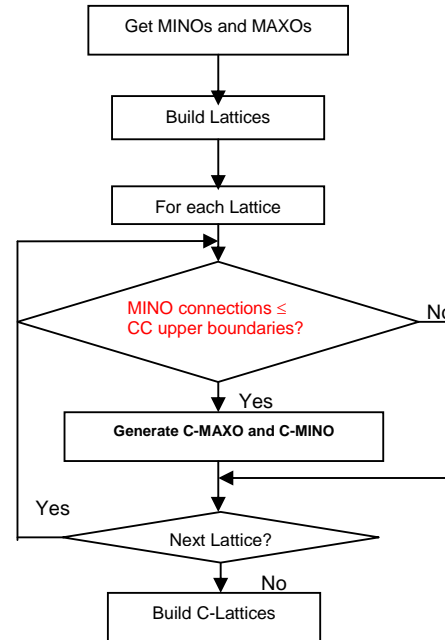 Get MINOs and MAXOs
Build Lattices
For each Lattice
MINO connections ≤
CC upper boundaries?
No
Yes
Generate C-MAXO and C-MINO
Yes
Next Lattice?
No
Build C-Lattices